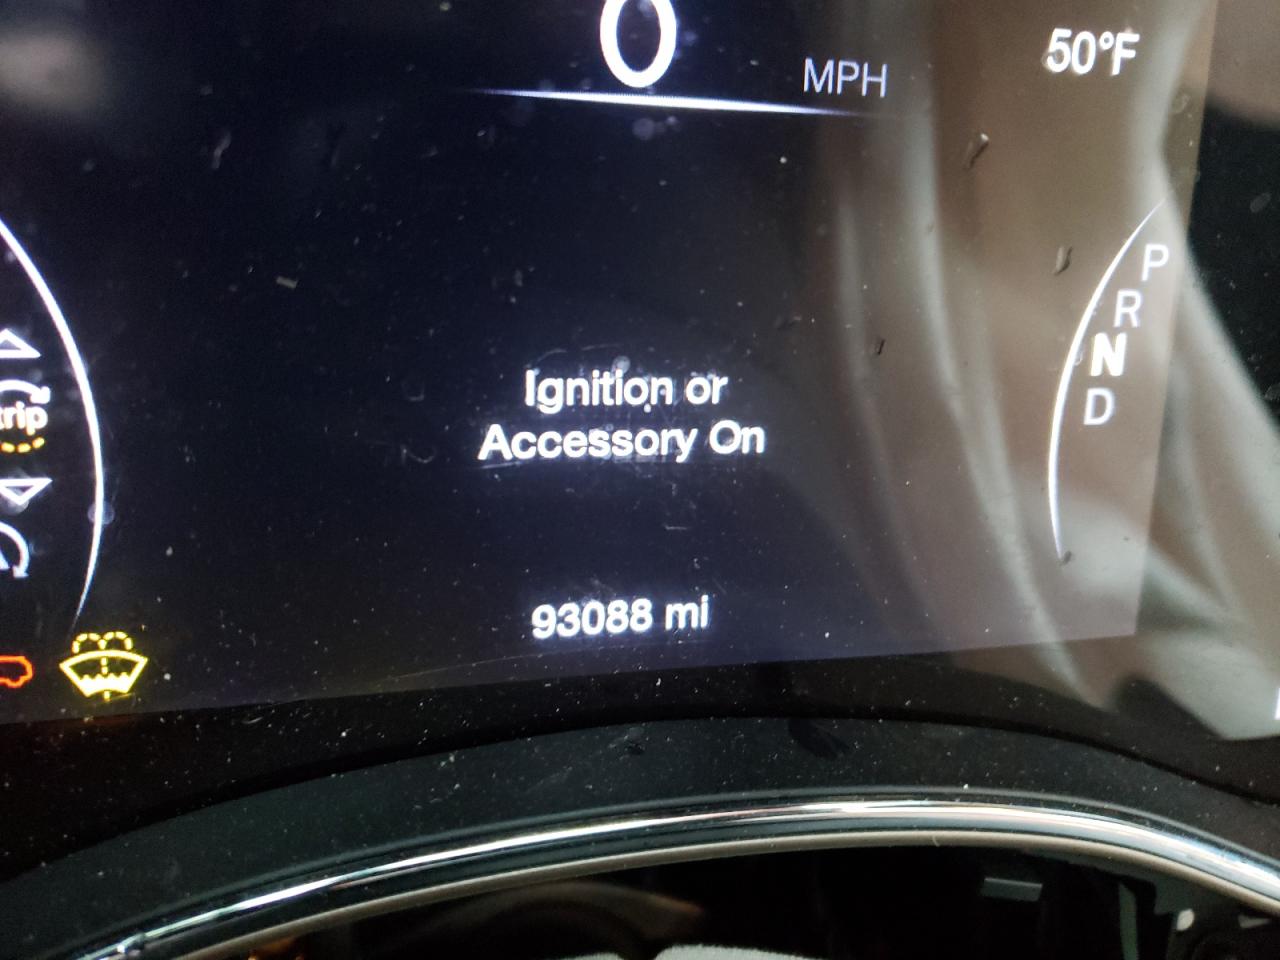 0
MPH
50°F
P
R
N
D
trip
Ignition or
Accessory On
93088 mi